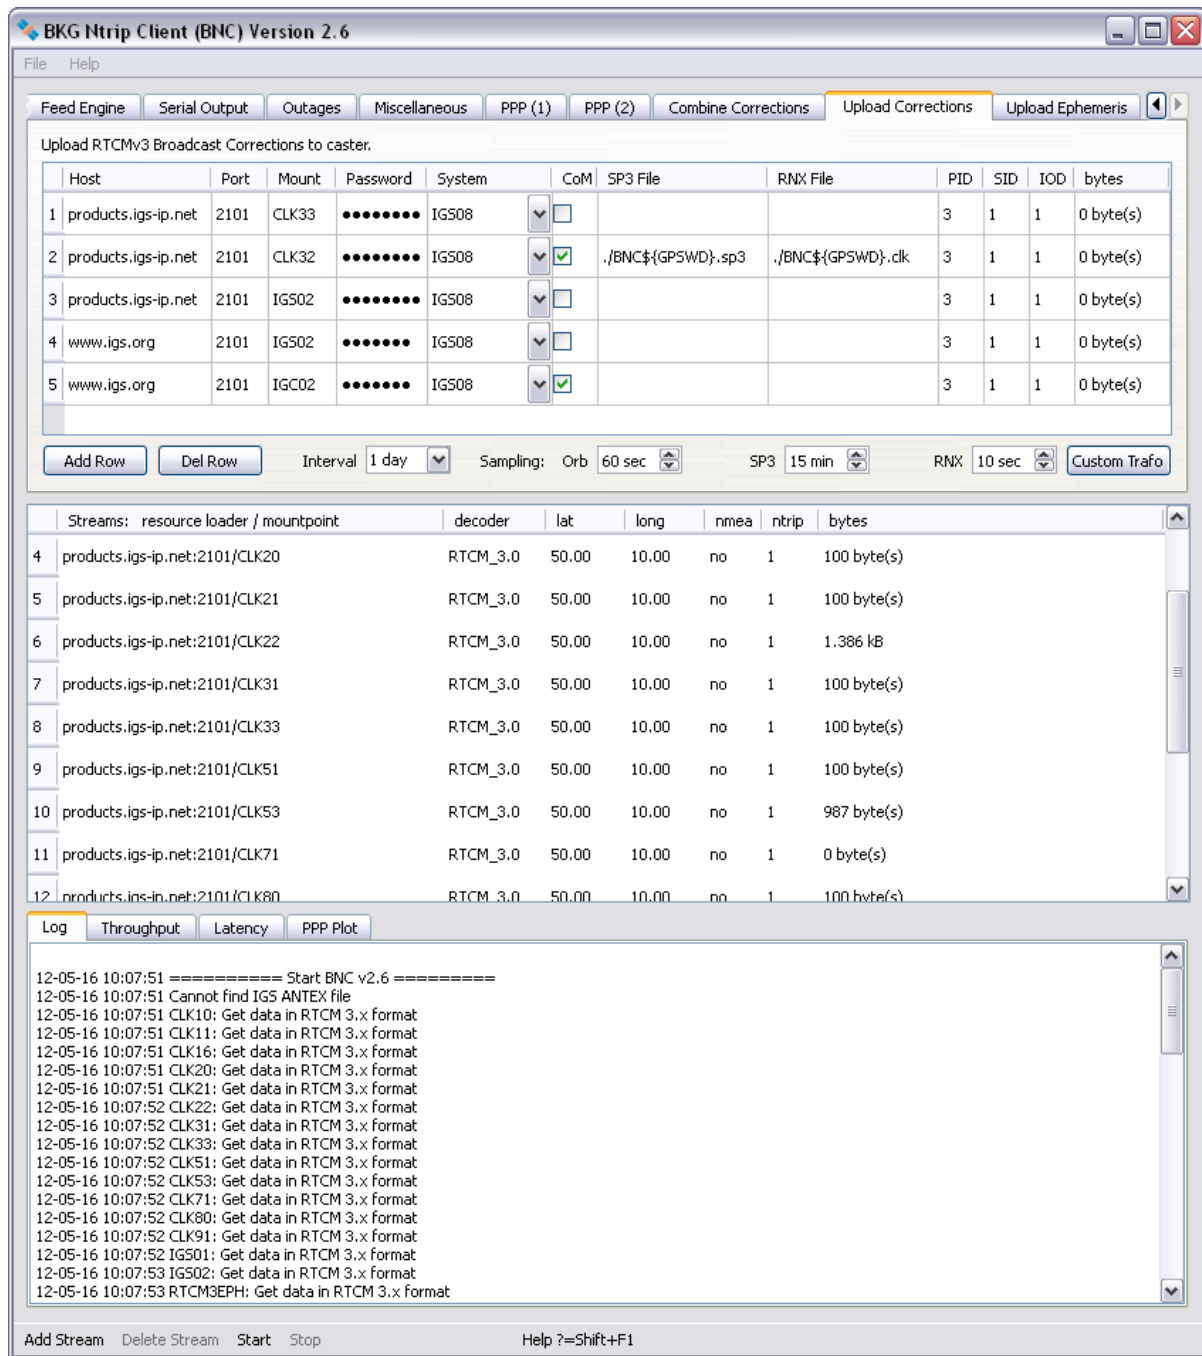 BKG Ntrip Client (BNC) Version 2.6
File Help
Feed Engine Serial Output Outages Miscellaneous PPP (1) PPP (2) Combine Corrections Upload Corrections Upload Ephemeris
Upload RTCMv3 Broadcast Corrections to caster.
Host Port Mount Password System CoM SP3 File RNX File PID SID IOD bytes
1 products.igs-ip.net 2101 CLK33 ●●●●●●●● IGS08 3 1 1 0 byte(s)
2 products.igs-ip.net 2101 CLK32 ●●●●●●●● IGS08 ./BNC${GPSWD}.sp3 ./BNC${GPSWD}.clk 3 1 1 0 byte(s)
3 products.igs-ip.net 2101 IGS02 ●●●●●●●● IGS08 3 1 1 0 byte(s)
4 www.igs.org 2101 IGS02 ●●●●●●● IGS08 3 1 1 0 byte(s)
5 www.igs.org 2101 IGC02 ●●●●●●● IGS08 3 1 1 0 byte(s)
Add Row Del Row Interval 1 day Sampling: Orb 60 sec SP3 15 min RNX 10 sec Custom Trafo
Streams: resource loader / mountpoint decoder lat long nmea ntrip bytes
4 products.igs-ip.net:2101/CLK20 RTCM_3.0 50.00 10.00 no 1 100 byte(s)
5 products.igs-ip.net:2101/CLK21 RTCM_3.0 50.00 10.00 no 1 100 byte(s)
6 products.igs-ip.net:2101/CLK22 RTCM_3.0 50.00 10.00 no 1 1.386 kB
7 products.igs-ip.net:2101/CLK31 RTCM_3.0 50.00 10.00 no 1 100 byte(s)
8 products.igs-ip.net:2101/CLK33 RTCM_3.0 50.00 10.00 no 1 100 byte(s)
9 products.igs-ip.net:2101/CLK51 RTCM_3.0 50.00 10.00 no 1 100 byte(s)
10 products.igs-ip.net:2101/CLK53 RTCM_3.0 50.00 10.00 no 1 987 byte(s)
11 products.igs-ip.net:2101/CLK71 RTCM_3.0 50.00 10.00 no 1 0 byte(s)
12 products.igs-ip.net:2101/CLK80 RTCM_3.0 50.00 10.00 no 1 100 byte(s)
Log Throughput Latency PPP Plot
12-05-16 10:07:51 ========== Start BNC v2.6 =========
12-05-16 10:07:51 Cannot find IGS ANTEX file
12-05-16 10:07:51 CLK10: Get data in RTCM 3.x format
12-05-16 10:07:51 CLK11: Get data in RTCM 3.x format
12-05-16 10:07:51 CLK16: Get data in RTCM 3.x format
12-05-16 10:07:51 CLK20: Get data in RTCM 3.x format
12-05-16 10:07:51 CLK21: Get data in RTCM 3.x format
12-05-16 10:07:52 CLK22: Get data in RTCM 3.x format
12-05-16 10:07:52 CLK31: Get data in RTCM 3.x format
12-05-16 10:07:52 CLK33: Get data in RTCM 3.x format
12-05-16 10:07:52 CLK51: Get data in RTCM 3.x format
12-05-16 10:07:52 CLK53: Get data in RTCM 3.x format
12-05-16 10:07:52 CLK71: Get data in RTCM 3.x format
12-05-16 10:07:52 CLK80: Get data in RTCM 3.x format
12-05-16 10:07:52 CLK91: Get data in RTCM 3.x format
12-05-16 10:07:52 IGS01: Get data in RTCM 3.x format
12-05-16 10:07:53 IGS02: Get data in RTCM 3.x format
12-05-16 10:07:53 RTCM3EPH: Get data in RTCM 3.x format
Add Stream Delete Stream Start Stop Help ?=Shift+F1